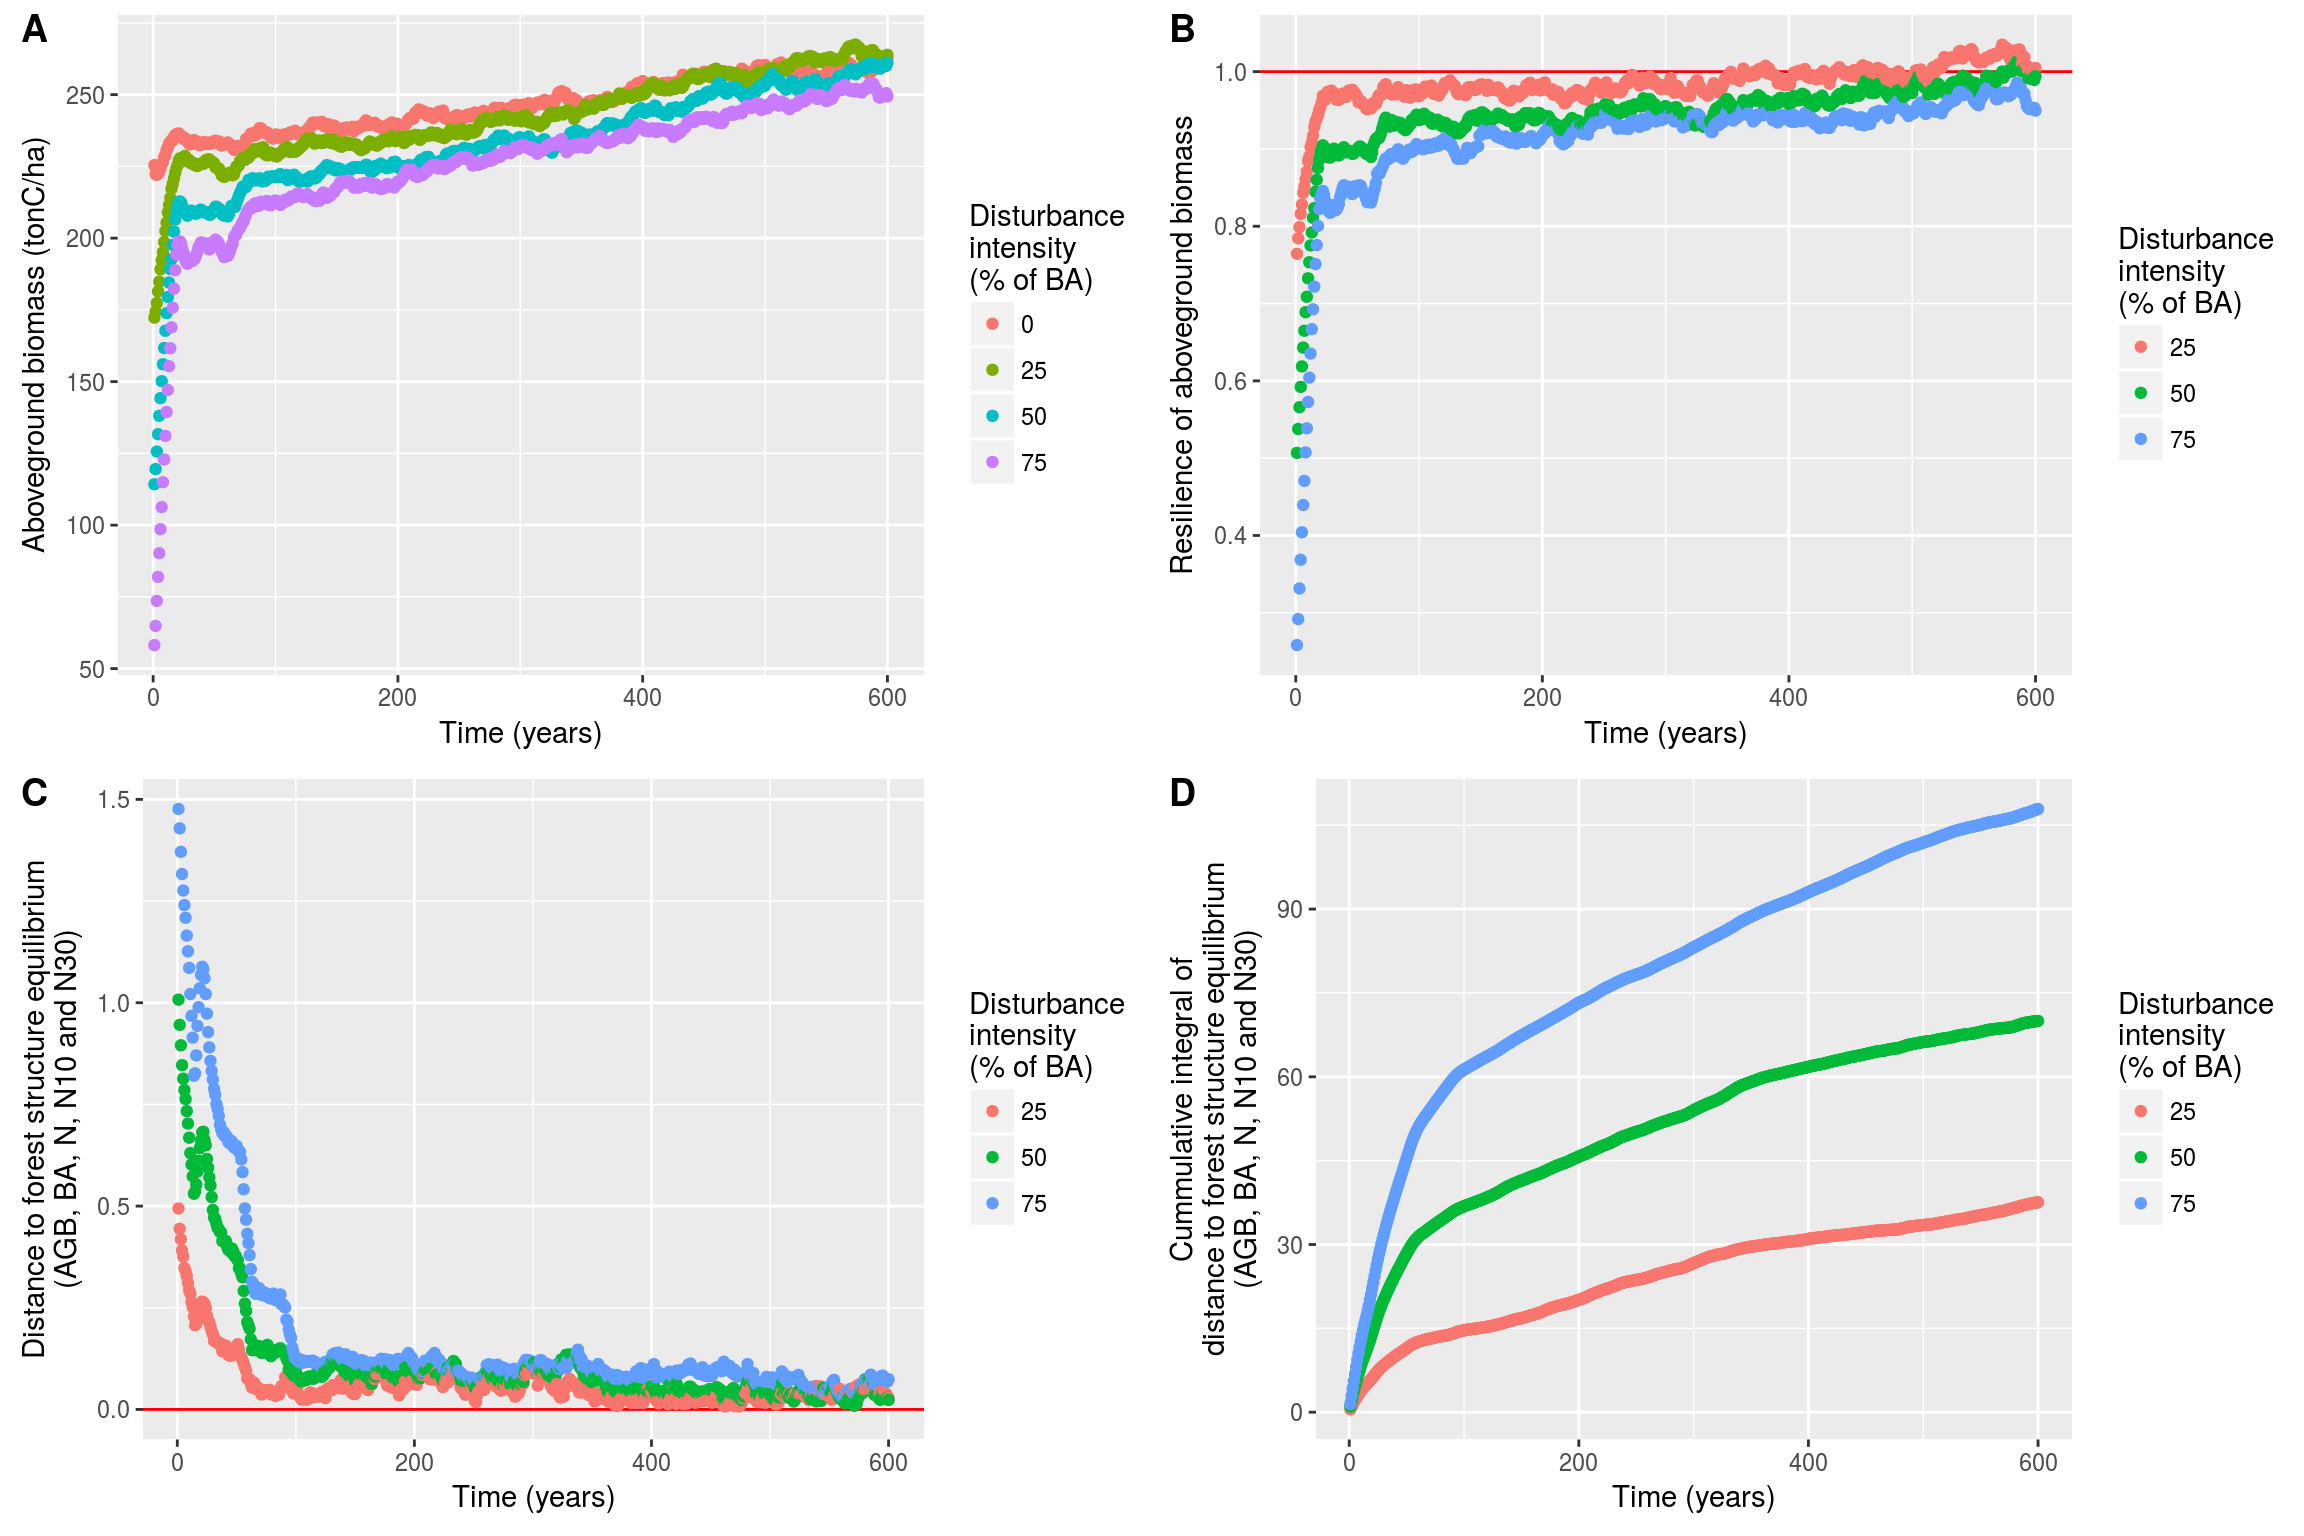 A
Aboveground biomass (tonC/ha)
250
200
150
100
50
0
200
400
600
Time (years)
Disturbance
intensity
(% of BA)
0
25
50
75
B
Resilience of aboveground biomass
1.0
0.8
0.6
0.4
0
200
400
600
Time (years)
Disturbance
intensity
(% of BA)
25
50
75
C
Distance to forest structure equilibrium
(AGB, BA, N, N10 and N30)
1.5
1.0
0.5
0.0
0
200
400
600
Time (years)
Disturbance
intensity
(% of BA)
25
50
75
D
Cummulative integral of
distance to forest structure equilibrium
(AGB, BA, N, N10 and N30)
90
60
30
0
0
200
400
600
Time (years)
Disturbance
intensity
(% of BA)
25
50
75